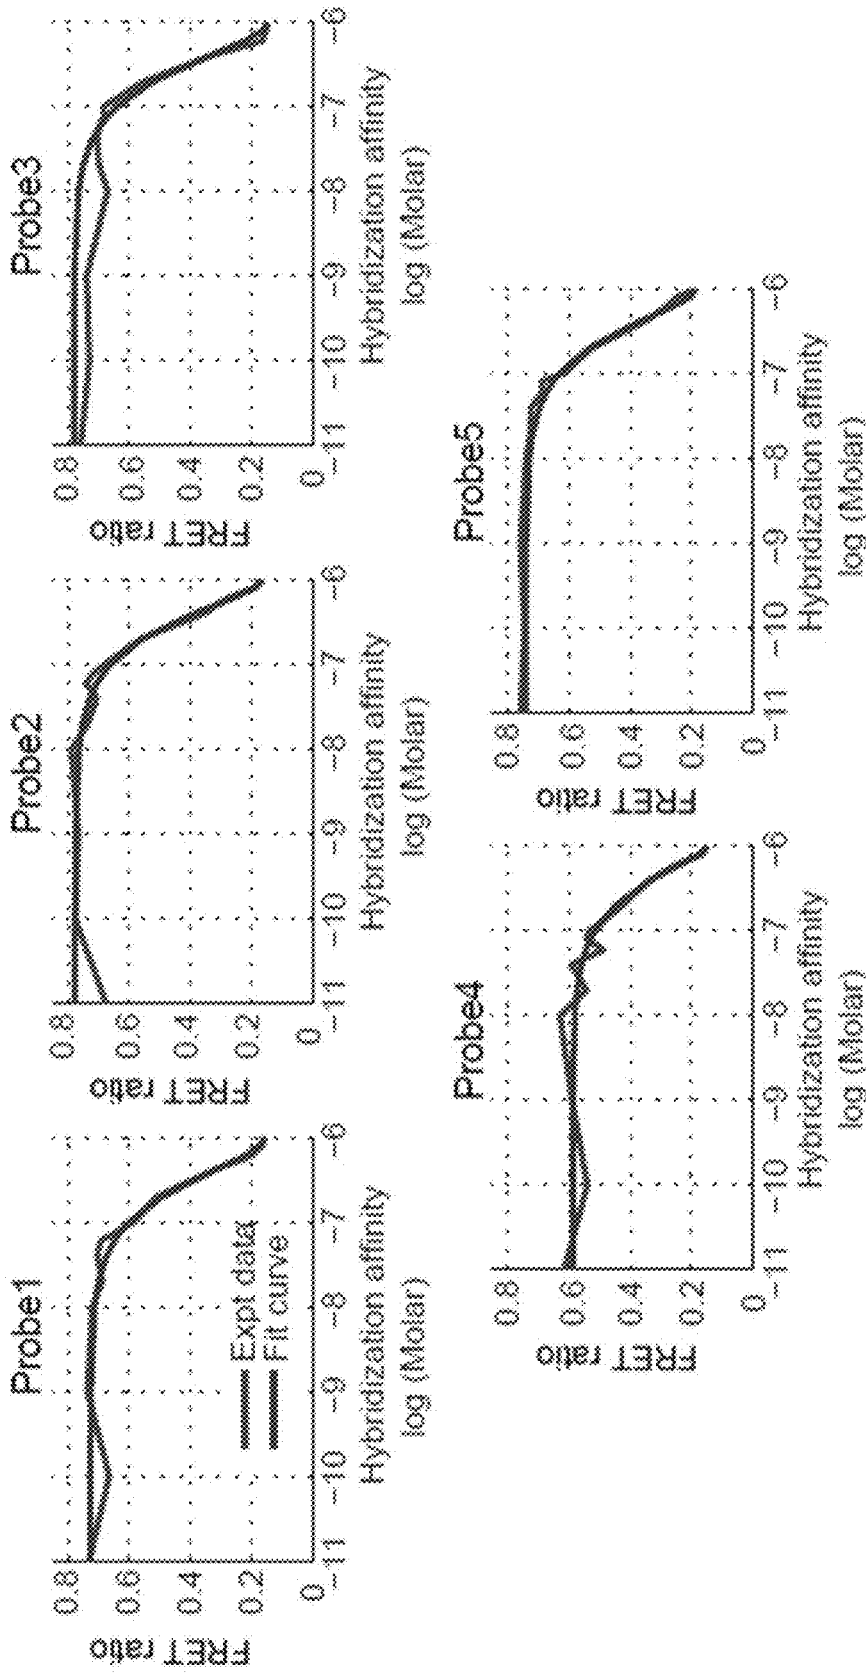 Probe1
FRET ratio
0.8
0.6
0.4
0.2
0
-11 -10 -9 -8 -7 -6
Expt data
Fit curve
Hybridization affinity
log (Molar)
Probe2
FRET ratio
0.8
0.6
0.4
0.2
0
-11 -10 -9 -8 -7 -6
Hybridization affinity
log (Molar)
Probe3
FRET ratio
0.8
0.6
0.4
0.2
0
-11 -10 -9 -8 -7 -6
Hybridization affinity
log (Molar)
Probe4
FRET ratio
0.8
0.6
0.4
0.2
0
-11 -10 -9 -8 -7 -6
Hybridization affinity
log (Molar)
Probe5
FRET ratio
0.8
0.6
0.4
0.2
0
-11 -10 -9 -8 -7 -6
Hybridization affinity
log (Molar)